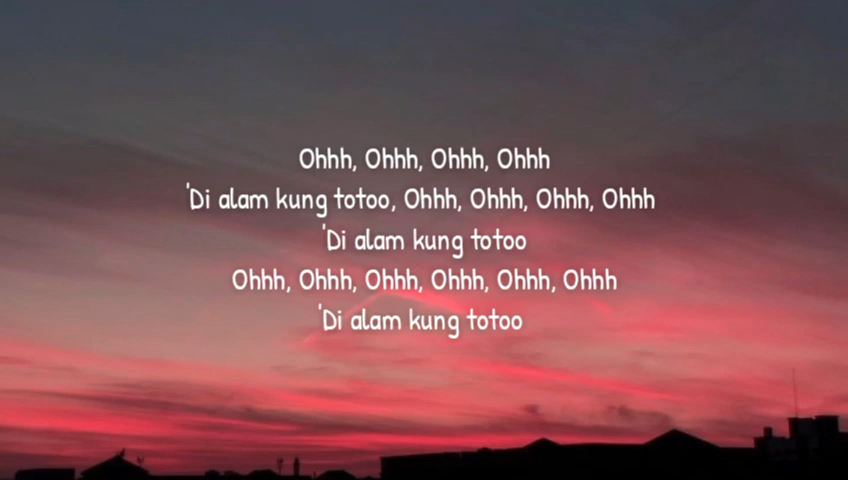 Ohhh, Ohhh, Ohhh, Ohhh
'Di alam kung totoo, Ohhh, Ohhh, Ohhh, Ohhh
'Di alam kung totoo
Ohhh, Ohhh, Ohhh, Ohhh, Ohhh, Ohhh
'Di alam kung totoo